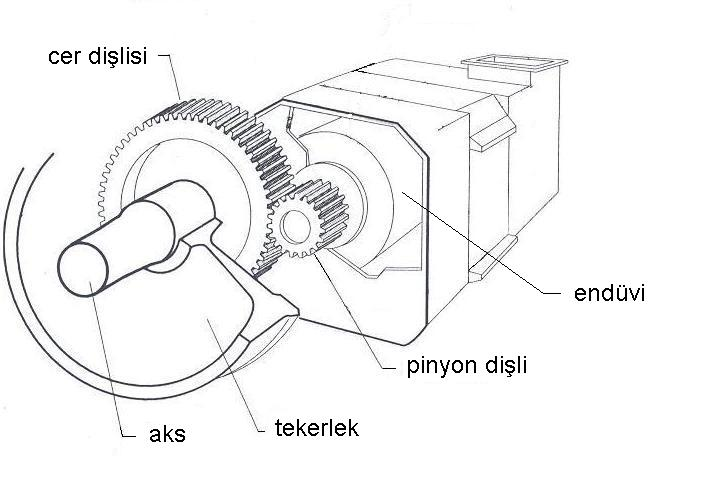 cer dişlisi
endüvi
pinyon dişli
tekerlek
aks